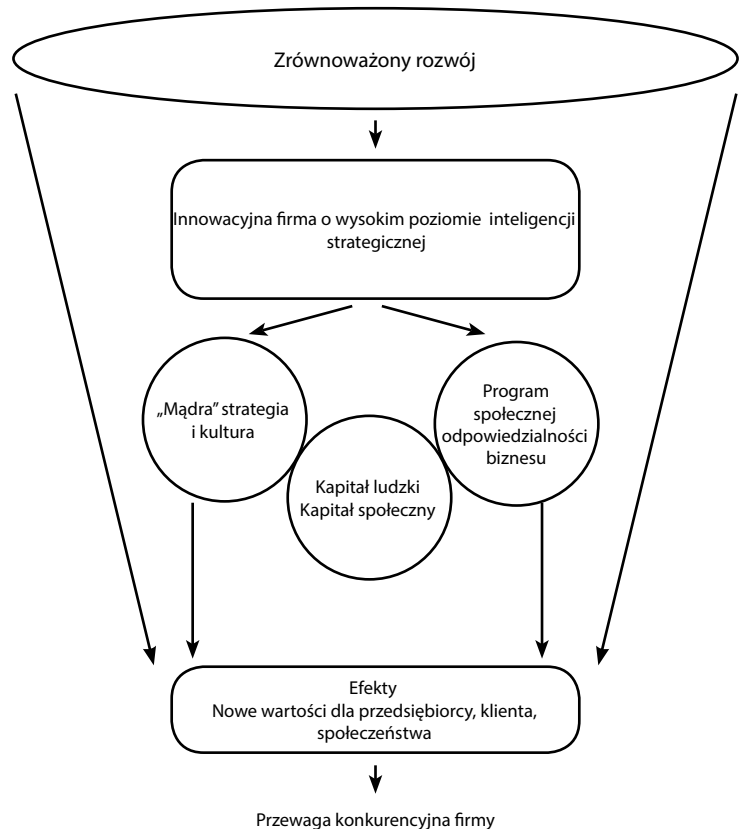 Zrównoważony rozwój
Innowacyjna firma o wysokim poziomie inteligencji
strategicznej
„Mądra” strategia
i kultura
Program
społecznej
odpowiedzialności
biznesu
Kapitał ludzki
Kapitał społeczny
Efekty
Nowe wartości dla przedsiębiorcy, klienta,
społeczeństwa
Przewaga konkurencyjna firmy